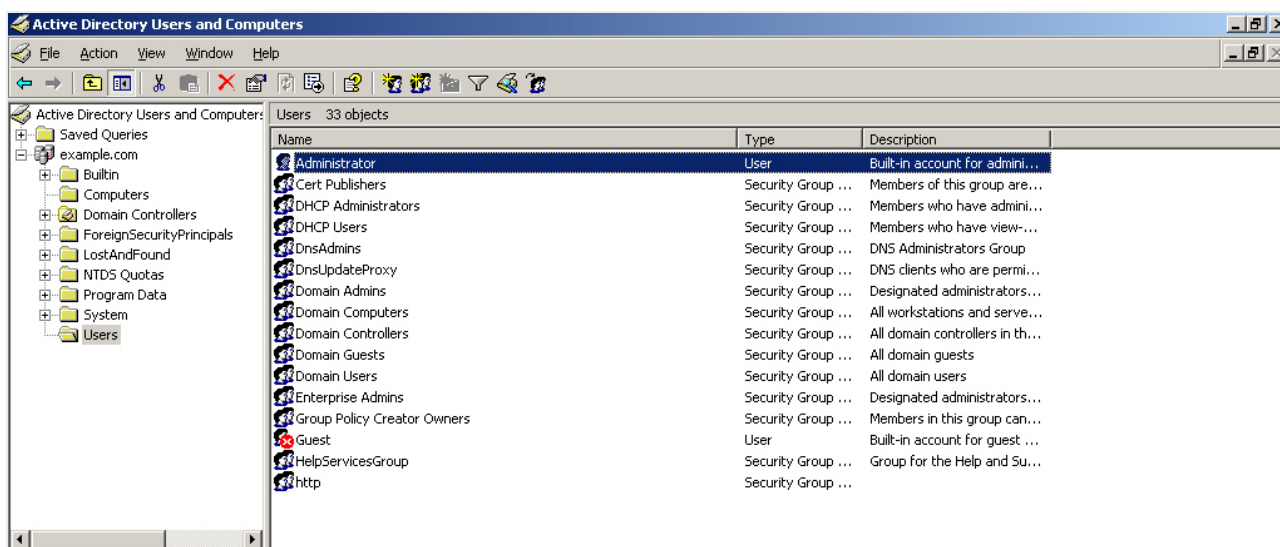 Active Directory Users and Computers
File Action View Window Help
Active Directory Users and Computers
Saved Queries
example.com
Builtin
Computers
Domain Controllers
ForeignSecurityPrincipals
LostAndFound
NTDS Quotas
Program Data
System
Users
Users 33 objects
Name Type Description
Administrator User Built-in account for admini...
Cert Publishers Security Group ... Members of this group are...
DHCP Administrators Security Group ... Members who have admini...
DHCP Users Security Group ... Members who have view-...
DnsAdmins Security Group ... DNS Administrators Group
DnsUpdateProxy Security Group ... DNS clients who are permi...
Domain Admins Security Group ... Designated administrators...
Domain Computers Security Group ... All workstations and serve...
Domain Controllers Security Group ... All domain controllers in th...
Domain Guests Security Group ... All domain guests
Domain Users Security Group ... All domain users
Enterprise Admins Security Group ... Designated administrators...
Group Policy Creator Owners Security Group ... Members in this group can...
Guest User Built-in account for guest ...
HelpServicesGroup Security Group ... Group for the Help and Su...
http Security Group ...